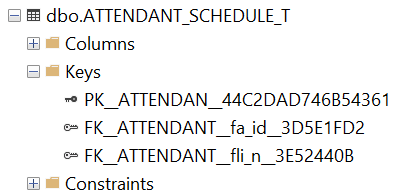 dbo.ATTENDANT_SCHEDULE_T
Columns
Keys
PK__ATTENDAN__44C2DAD746B54361
FK__ATTENDANT__fa_id__3D5E1FD2
FK__ATTENDANT__fli_n__3E52440B
Constraints